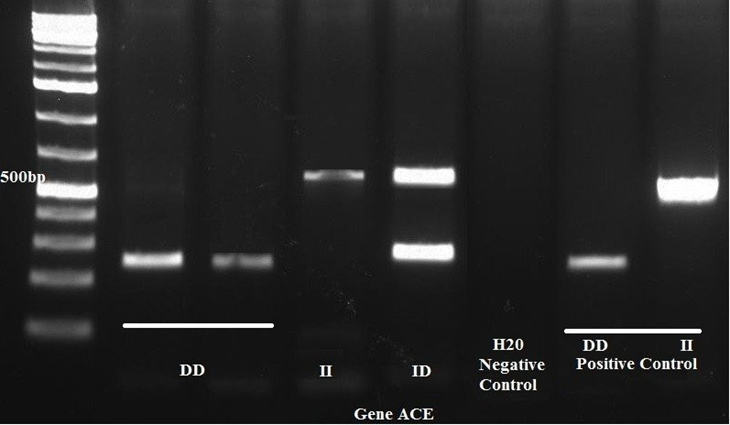 500bp
DD
II
ID
H20
Negative
Control
DD
II
Positive Control
Gene ACE